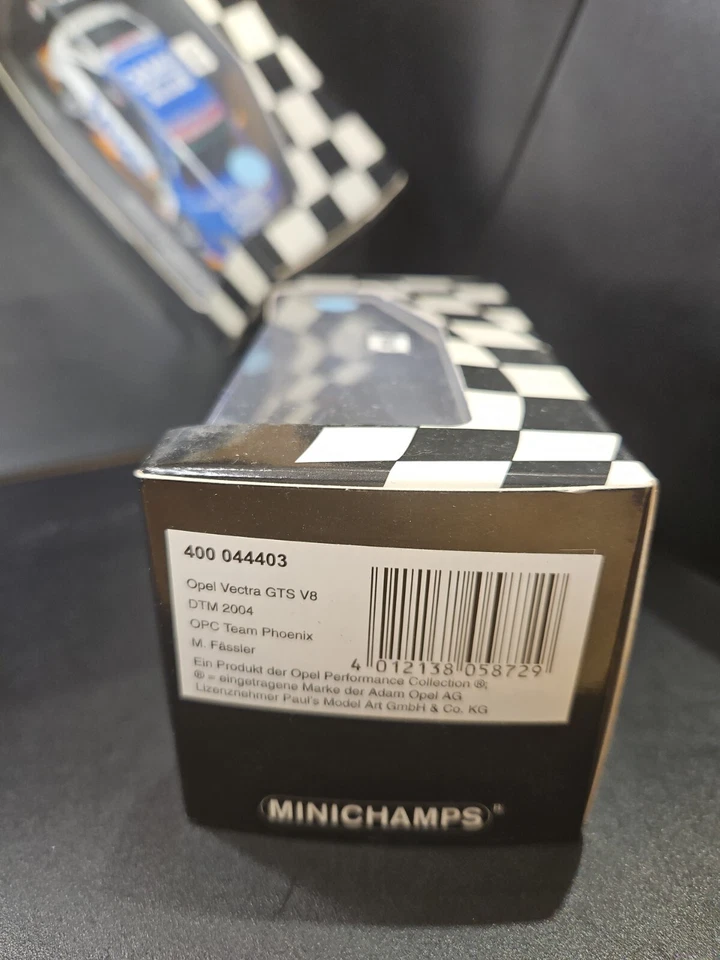 400 044403
Opel Vectra GTS V8
DTM 2004
OPC Team Phoenix
M. Fässler
Ein Produkt der Opel Performance Collection ®;
® = eingetragene Marke der Adam Opel AG
Lizenznehmer Paul's Model Art GmbH & Co. KG
4 012138 058729
MINICHAMPS®